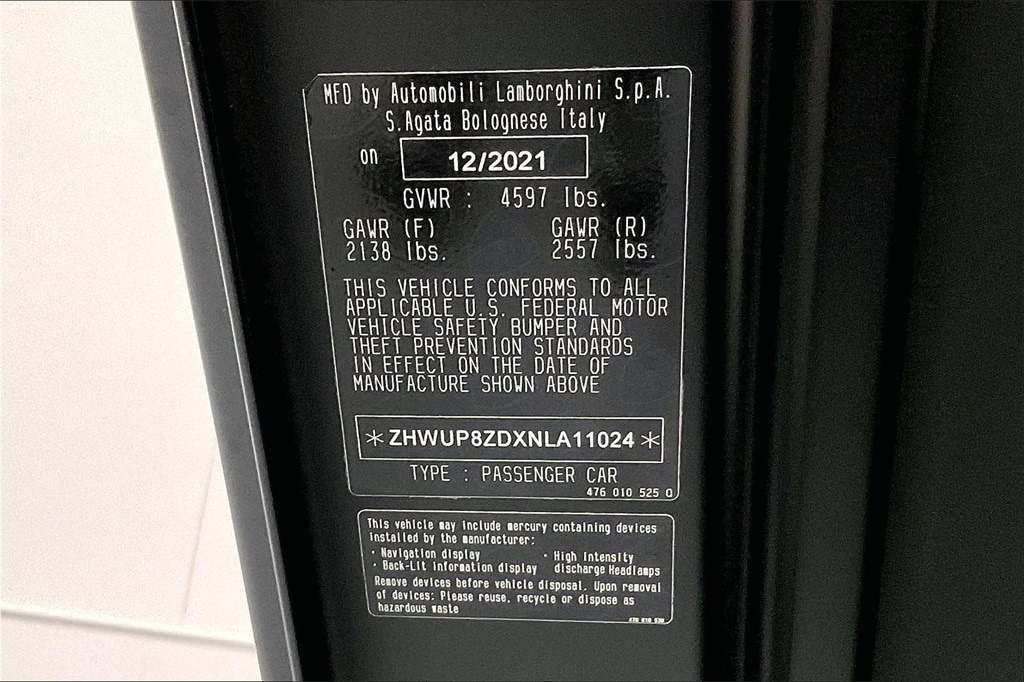 MFD by Automobili Lamborghini S.p.A.
S.Agata Bolognese Italy
on 12/2021
GVWR : 4597 lbs.
GAWR (F) GAWR (R)
2138 lbs. 2557 lbs.
THIS VEHICLE CONFORMS TO ALL
APPLICABLE U.S. FEDERAL MOTOR
VEHICLE SAFETY BUMPER AND
THEFT PREVENTION STANDARDS
IN EFFECT ON THE DATE OF
MANUFACTURE SHOWN ABOVE
* ZHWUP8ZDXNLA11024 *
TYPE : PASSENGER CAR
476 010 525 Q
This vehicle may include mercury containing devices
installed by the manufacturer:
· Navigation display · High Intensity
· Back-Lit information display discharge Headlamps
Remove devices before vehicle disposal. Upon removal
of devices: Please reuse, recycle or dispose as
hazardous waste